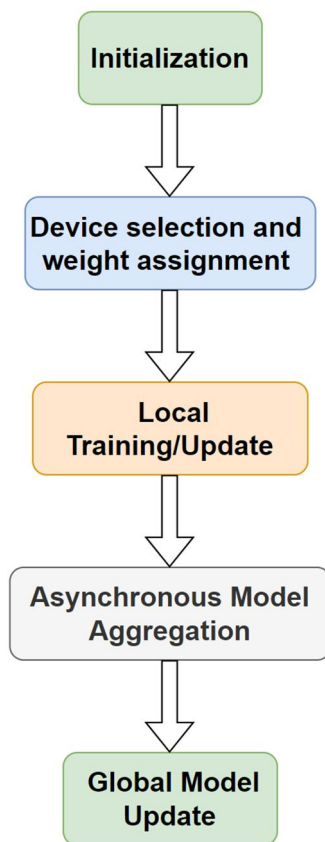 Initialization
Device selection and
weight assignment
Local
Training/Update
Asynchronous Model
Aggregation
Global Model
Update